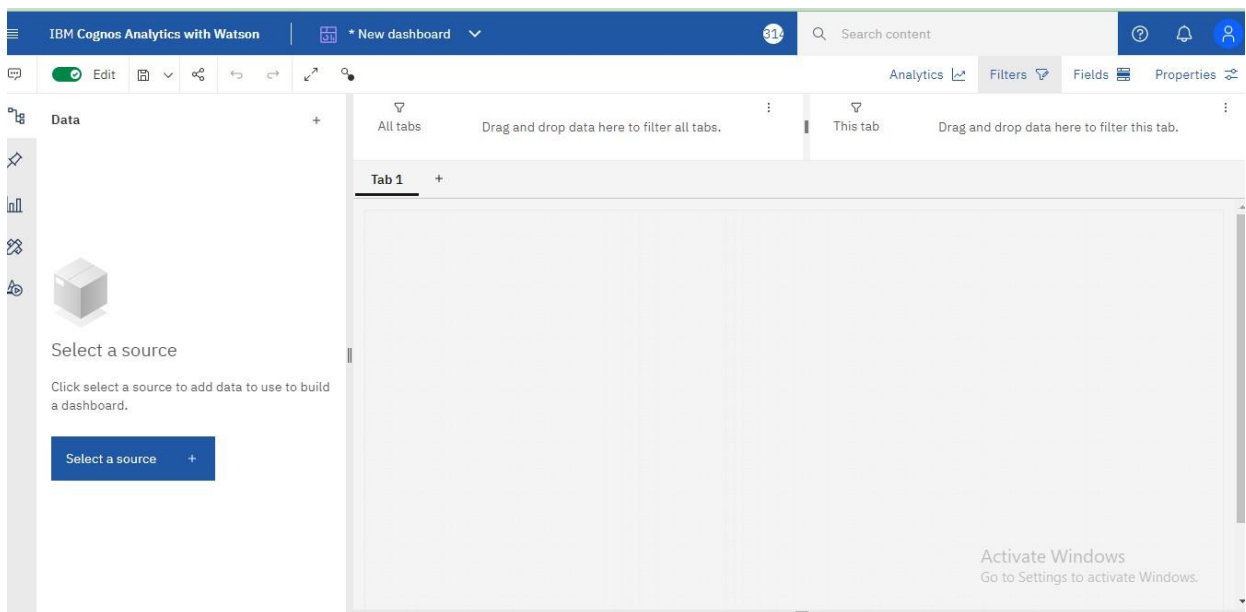 IBM Cognos Analytics with Watson
* New dashboard
314
Search content
Edit
Analytics
Filters
Fields
Properties
Data
All tabs
Drag and drop data here to filter all tabs.
This tab
Drag and drop data here to filter this tab.
Tab 1
Select a source
Click select a source to add data to use to build
a dashboard.
Select a source
Activate Windows
Go to Settings to activate Windows.